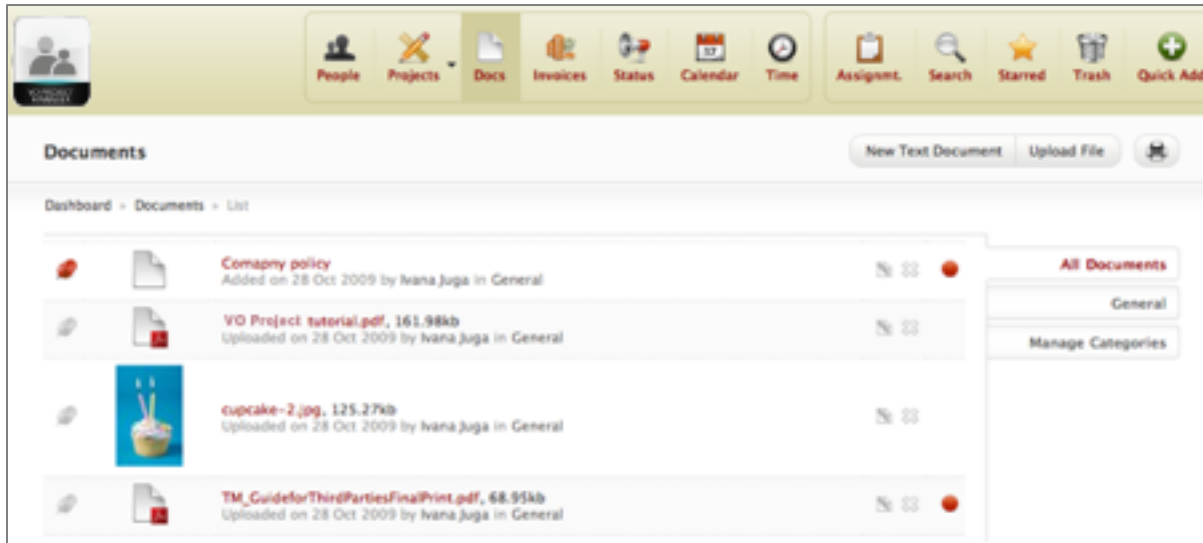 VO PROJECT
MANAGER
People Projects Docs Invoices Status Calendar Time Assignmt. Search Starred Trash Quick Add
17
Documents
New Text Document Upload File
Dashboard » Documents » List
Comapny policy
Added on 28 Oct 2009 by Ivana Juga in General
VO Project tutorial.pdf, 161.98kb
Uploaded on 28 Oct 2009 by Ivana Juga in General
cupcake-2.jpg, 125.27kb
Uploaded on 28 Oct 2009 by Ivana Juga in General
TM_GuideforThirdPartiesFinalPrint.pdf, 68.95kb
Uploaded on 28 Oct 2009 by Ivana Juga in General
All Documents
General
Manage Categories